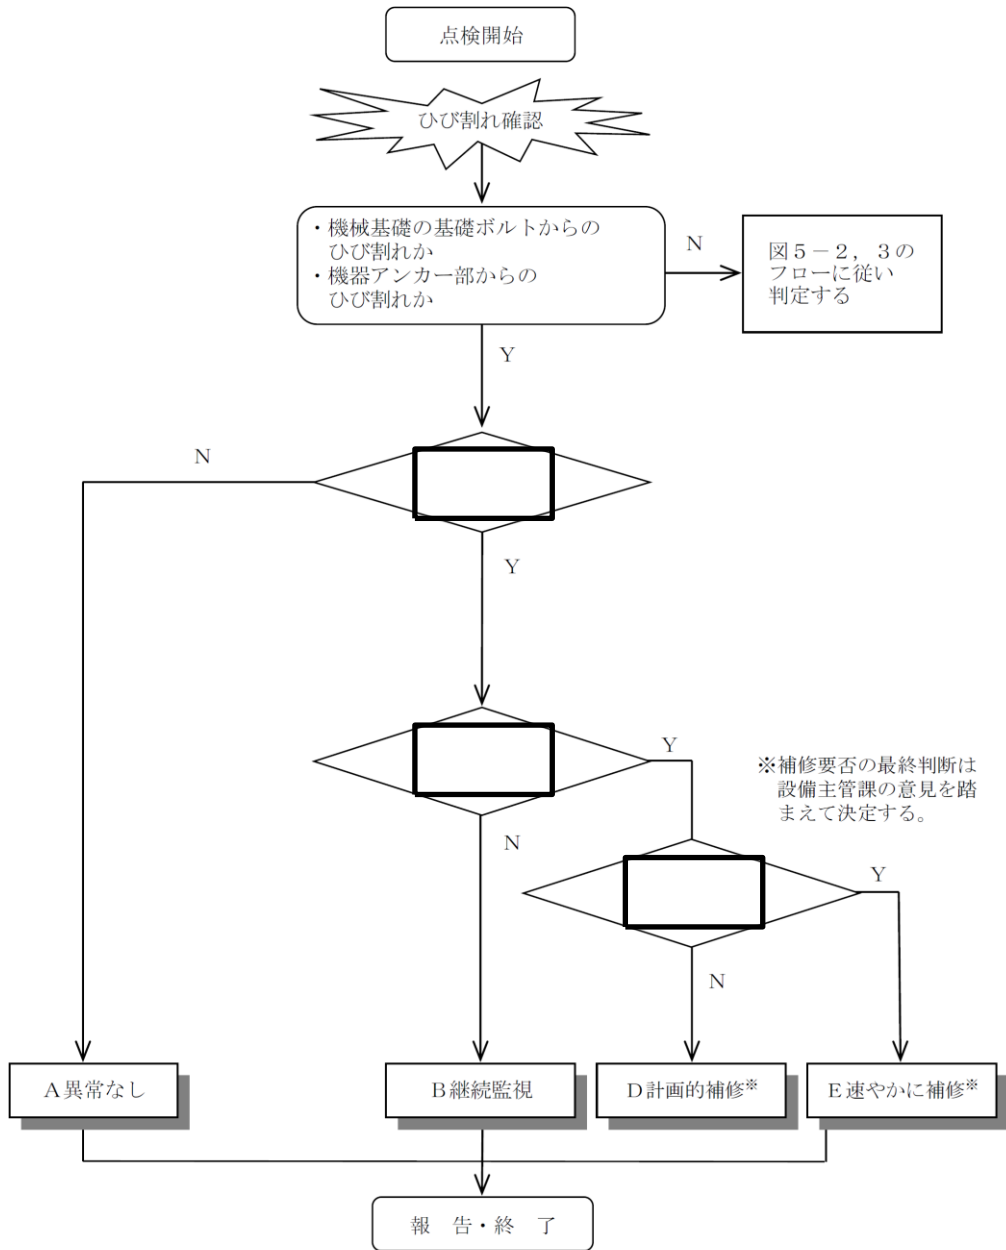 点検開始
ひび割れ確認
・機械基礎の基礎ボルトからの
ひび割れか
・機器アンカー部からの
ひび割れか
N
図5-2，3の
フローに従い
判定する
Y
N
Y
Y
※補修要否の最終判断は
設備主管課の意見を踏
まえて決定する。
N
Y
N
A異常なし
B継続監視
D計画的補修※
E速やかに補修※
報　告・終　了